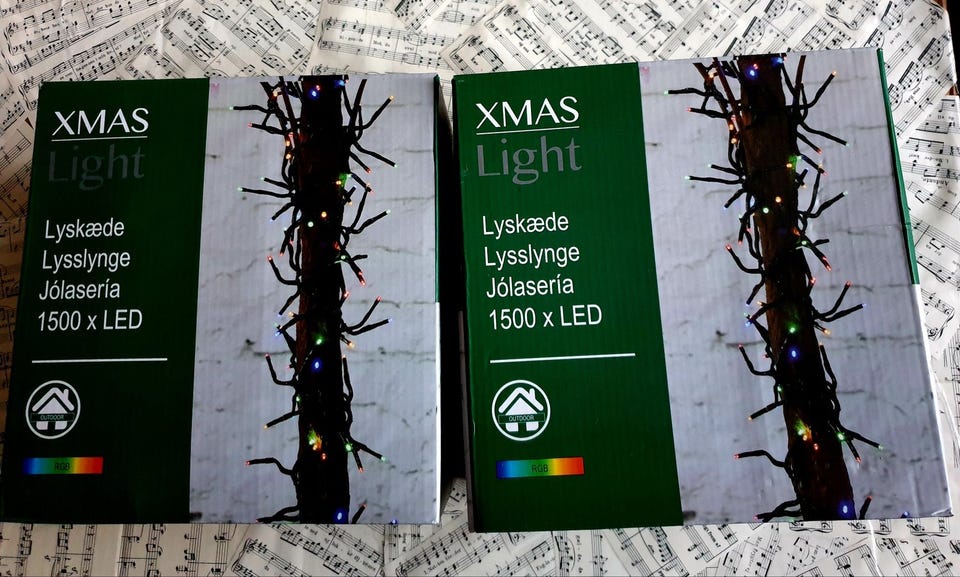 XMAS
Light
Lyskæde
Lysslynge
Jólasería
1500 x LED
OUTDOOR
RGB
XMAS
Light
Lyskæde
Lysslynge
Jólasería
1500 x LED
OUTDOOR
RGB